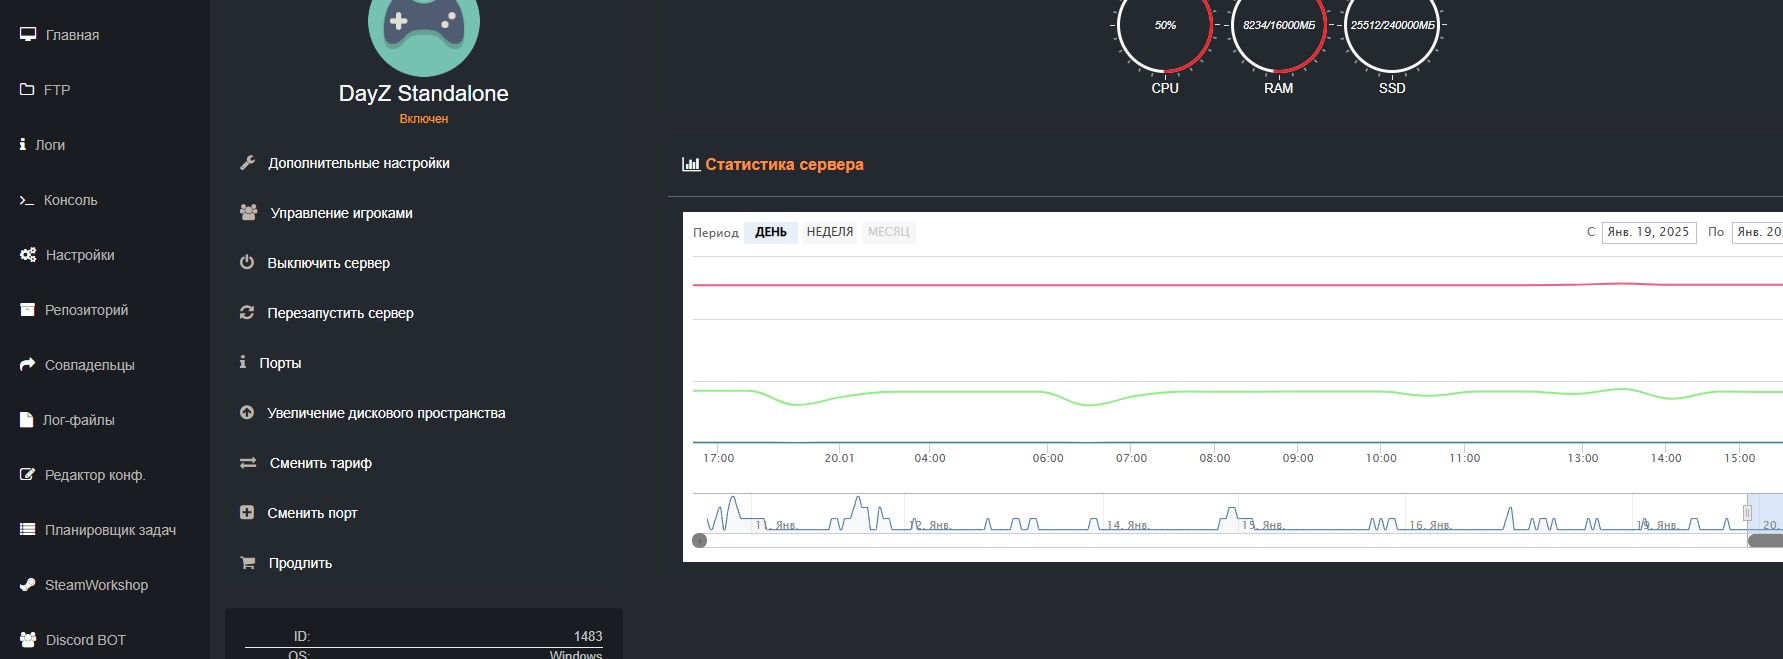 Главная
FTP
Логи
Консоль
Настройки
Репозиторий
Совладельцы
Лог-файлы
Редактор конф.
Планировщик задач
SteamWorkshop
Discord BOT
DayZ Standalone
Включен
Дополнительные настройки
Управление игроками
Выключить сервер
Перезапустить сервер
Порты
Увеличение дискового пространства
Сменить тариф
Сменить порт
Продлить
ID: 1483
OS: Windows
50% 8234/16000МБ 25512/240000МБ
CPU RAM SSD
Статистика сервера
Период ДЕНЬ НЕДЕЛЯ МЕСЯЦ С Янв. 19, 2025 По Янв. 20,
17:00 20.01 04:00 06:00 07:00 08:00 09:00 10:00 11:00 13:00 14:00 15:00
11. Янв. 12. Янв. 14. Янв. 15. Янв. 16. Янв. 19. Янв. 20.